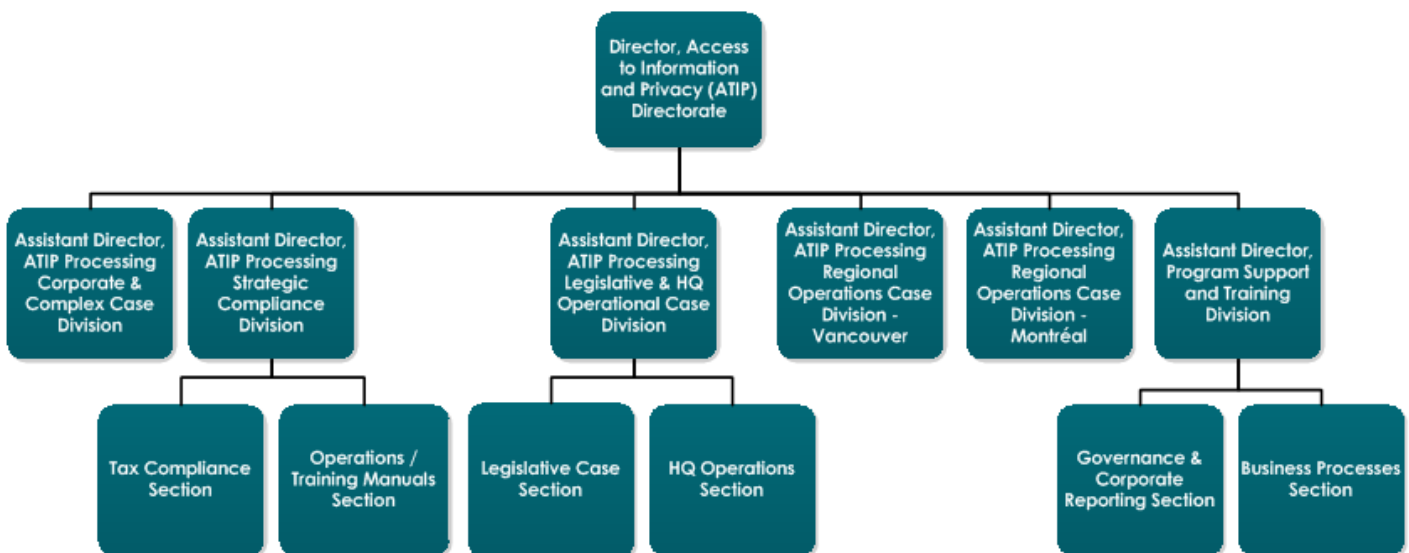 Director, Access
to Information
and Privacy (ATIP)
Directorate
Assistant Director,
ATIP Processing
Corporate &
Complex Case
Division
Assistant Director,
ATIP Processing
Strategic
Compliance
Division
Assistant Director,
ATIP Processing
Legislative & HQ
Operational Case
Division
Assistant Director,
ATIP Processing
Regional
Operations Case
Division -
Vancouver
Assistant Director,
ATIP Processing
Regional
Operations Case
Division -
Montréal
Assistant Director,
Program Support
and Training
Division
Tax Compliance
Section
Operations /
Training Manuals
Section
Legislative Case
Section
HQ Operations
Section
Governance &
Corporate
Reporting Section
Business Processes
Section